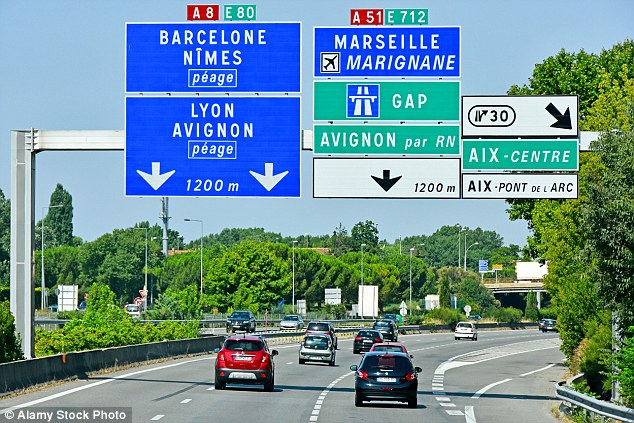 A 8 E 80
BARCELONE
NÎMES
péage
LYON
AVIGNON
péage
1200 m
A 51 E 712
MARSEILLE
MARIGNANE
GAP
AVIGNON par RN
1200 m
30
AIX-CENTRE
AIX-PONT DE L'ARC
© Alamy Stock Photo